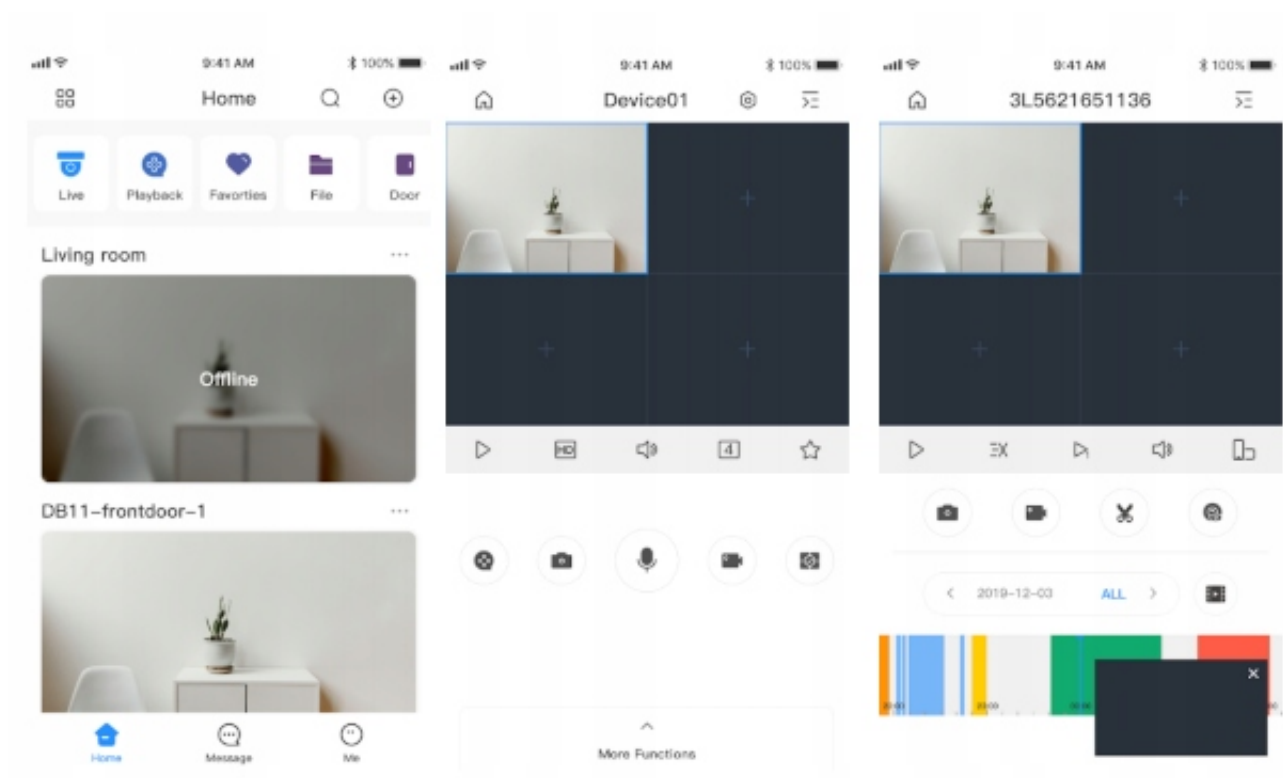 9:41 AM
100%
Home
Live
Playback
Favorties
File
Door
Living room
Offline
DB11-frontdoor-1
Home
Message
Me
9:41 AM
100%
Device01
HD
4
More Functions
9:41 AM
100%
3L5621651136
2019-12-03
ALL